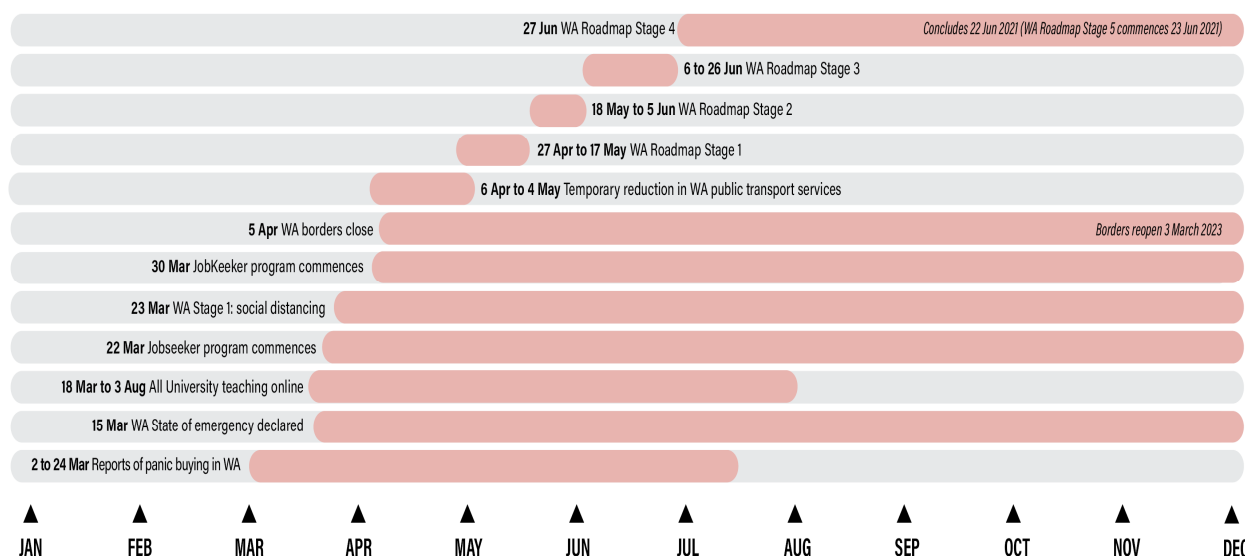 27 Jun WA Roadmap Stage 4
Concludes 22 Jun 2021 (WA Roadmap Stage 5 commences 23 Jun 2021)
6 to 26 Jun WA Roadmap Stage 3
18 May to 5 Jun WA Roadmap Stage 2
27 Apr to 17 May WA Roadmap Stage 1
6 Apr to 4 May Temporary reduction in WA public transport services
5 Apr WA borders close
Borders reopen 3 March 2023
30 Mar JobKeeker program commences
23 Mar WA Stage 1: social distancing
22 Mar Jobseeker program commences
18 Mar to 3 Aug All University teaching online
15 Mar WA State of emergency declared
2 to 24 Mar Reports of panic buying in WA
JAN FEB MAR APR MAY JUN JUL AUG SEP OCT NOV DEC